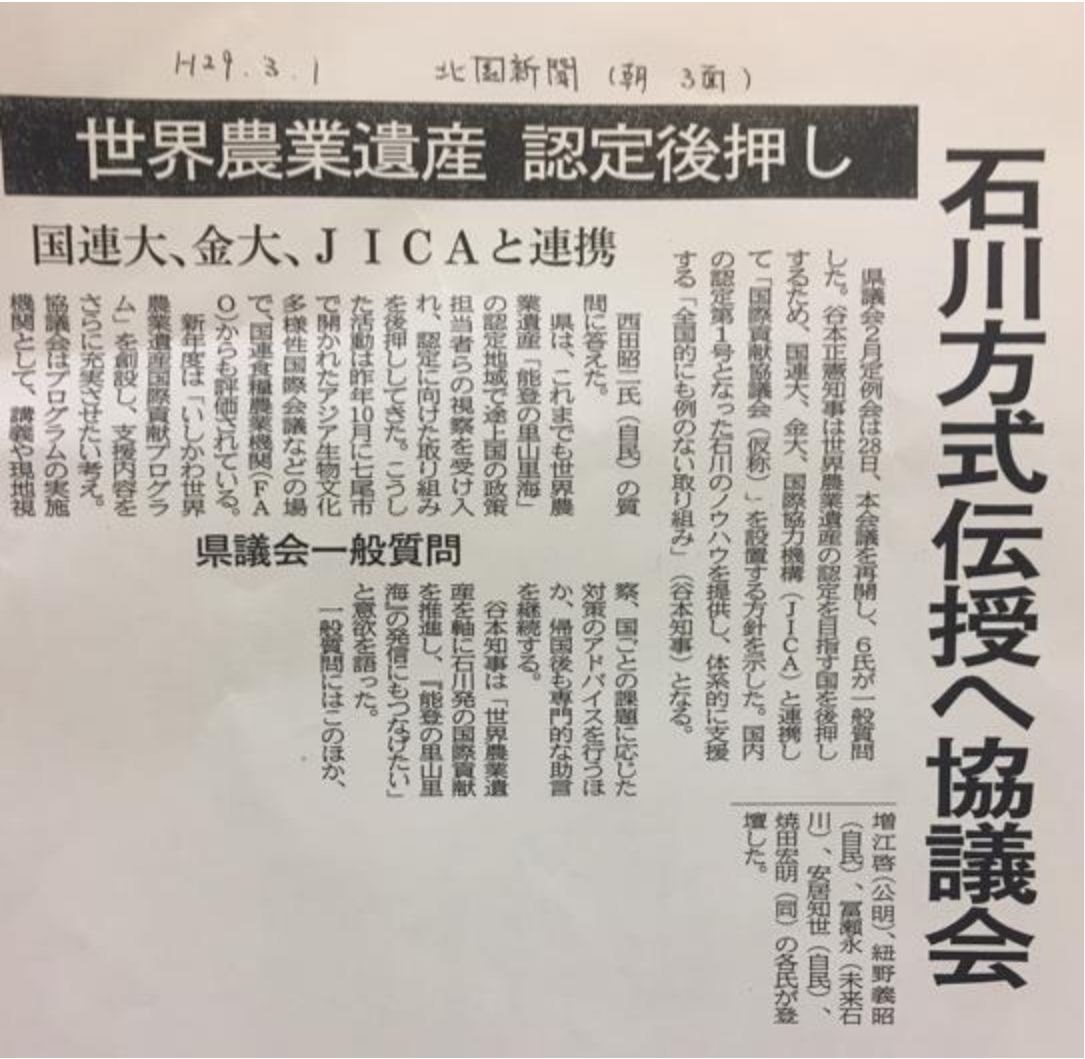 H29.3.1　北國新聞（朝　3面）
世界農業遺産 認定後押し
石川方式伝授へ協議会
国連大、金大、ＪＩＣＡと連携
県議会２月定例会は28日、本会議を再開し、６氏が一般質問
した。谷本正憲知事は世界農業遺産の認定を目指す国を後押し
するため、国連大、金大、国際協力機構（ＪＩＣＡ）と連携し
て「国際貢献協議会（仮称）」を設置する方針を示した。国内
の認定第１号となった石川のノウハウを提供し、体系的に支援
する「全国的にも例のない取り組み」（谷本知事）となる。
西田昭二氏（自民）の質
問に答えた。
県は、これまでも世界農
業遺産「能登の里山里海」
の認定地域で途上国の政策
担当者らの視察を受け入
れ、認定に向けた取り組み
を後押ししてきた。こうし
た活動は昨年10月に七尾市
で開かれたアジア生物文化
多様性国際会議などの場
で、国連食糧農業機関（ＦＡ
Ｏ）からも評価されている。
新年度は「いしかわ世界
農業遺産国際貢献プログラ
ム」を創設し、支援内容を
さらに充実させたい考え。
協議会はプログラムの実施
機関として、講義や現地視
県議会一般質問
察、国ごとの課題に応じた
対策のアドバイスを行うほ
か、帰国後も専門的な助言
を継続する。
谷本知事は「世界農業遺
産を軸に石川発の国際貢献
を推進し、『能登の里山里
海』の発信にもつなげたい」
と意欲を語った。
一般質問にはこのほか、
増江啓（公明）、紐野義昭
（自民）、冨瀬永（未来石
川）、安居知世（自民）、
焼田宏明（同）の各氏が登
壇した。